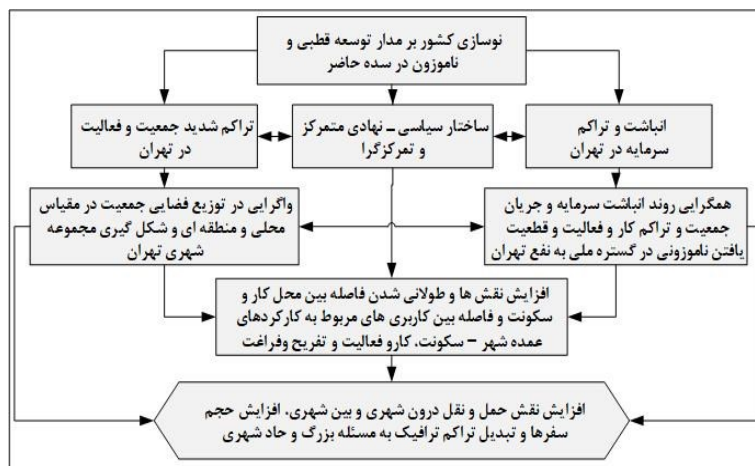 نوسازی کشور بر مدار توسعه قطبی و
ناموزون در سده حاضر
انباشت و تراکم
سرمایه در تهران
ساختار سیاسی ـ نهادی متمرکز
و تمرکزگرا
تراکم شدید جمعیت و فعالیت
در تهران
همگرایی روند انباشت سرمایه و جریان
جمعیت و تراکم کار و فعالیت و قطعیت
یافتن ناموزونی در گستره ملی به نفع تهران
واگرایی در توزیع فضایی جمعیت در مقیاس
محلی و منطقه ای و شکل گیری مجموعه
شهری تهران
افزایش نقش ها و طولانی شدن فاصله بین محل کار و
سکونت و فاصله بین کاربری های مربوط به کارکردهای
عمده شهر – سکونت، کارو فعالیت و تفریح وفراغت
افزایش نقش حمل و نقل درون شهری و بین شهری، افزایش حجم
سفرها و تبدیل تراکم ترافیک به مسئله بزرگ و حاد شهری